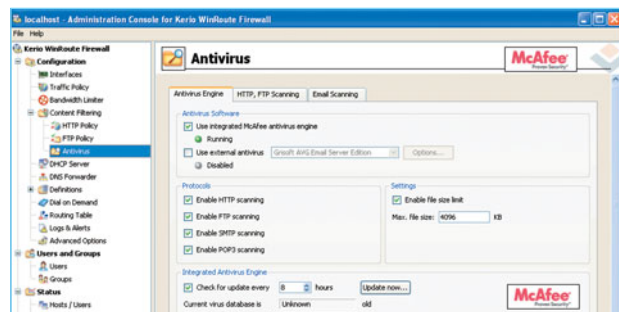 localhost - Administration Console for Kerio WinRoute Firewall
File Help
Kerio WinRoute Firewall
Configuration
Interfaces
Traffic Policy
Bandwidth Limiter
Content Filtering
HTTP Policy
FTP Policy
Antivirus
DHCP Server
DNS Forwarder
Definitions
Dial on Demand
Routing Table
Logs & Alerts
Advanced Options
Users and Groups
Users
Groups
Status
Hosts / Users
Antivirus
McAfee
Proven Security
Antivirus Engine HTTP, FTP Scanning Email Scanning
Antivirus Software
Use integrated McAfee antivirus engine
Running
Use external antivirus Grisoft AVG Email Server Edition Options...
Disabled
Protocols
Enable HTTP scanning
Enable FTP scanning
Enable SMTP scanning
Enable POP3 scanning
Settings
Enable file size limit
Max. file size: 4096 KB
Integrated Antivirus Engine
Check for update every 8 hours Update now...
Current virus database is Unknown old
McAfee
Proven Security